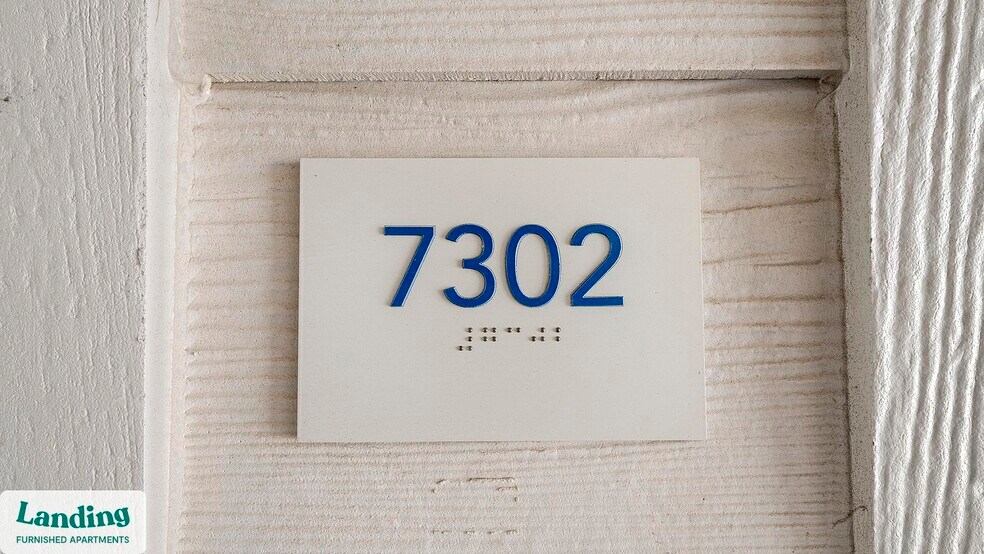 7302
⠼⠛⠉⠚⠃
Landing
FURNISHED APARTMENTS